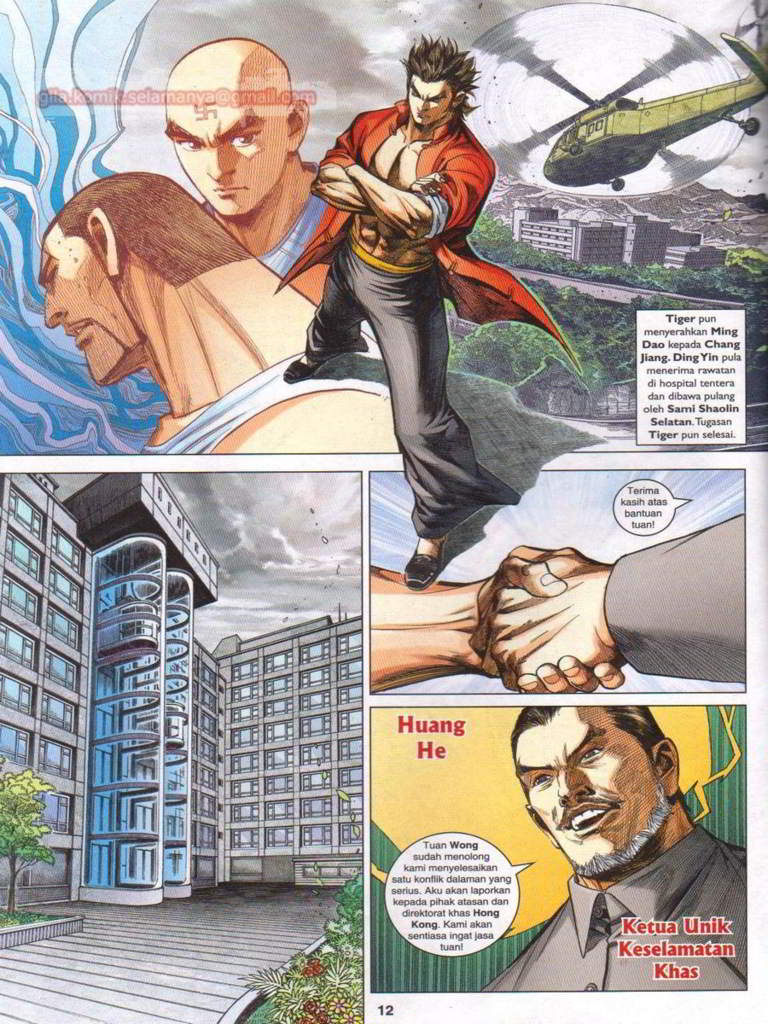 gila.komik.selamanya@gmail.com
Tiger pun
menyerahkan Ming
Dao kepada Chang
Jiang. Ding Yin pula
menerima rawatan
di hospital tentera
dan dibawa pulang
oleh Sami Shaolin
Selatan. Tugasan
Tiger pun selesai.
Terima
kasih atas
bantuan
tuan!
Huang
He
Tuan Wong
sudah menolong
kami menyelesaikan
satu konflik dalaman yang
serius. Aku akan laporkan
kepada pihak atasan dan
direktorat khas Hong
Kong. Kami akan
sentiasa ingat jasa
tuan!
Ketua Unik
Keselamatan
Khas
12